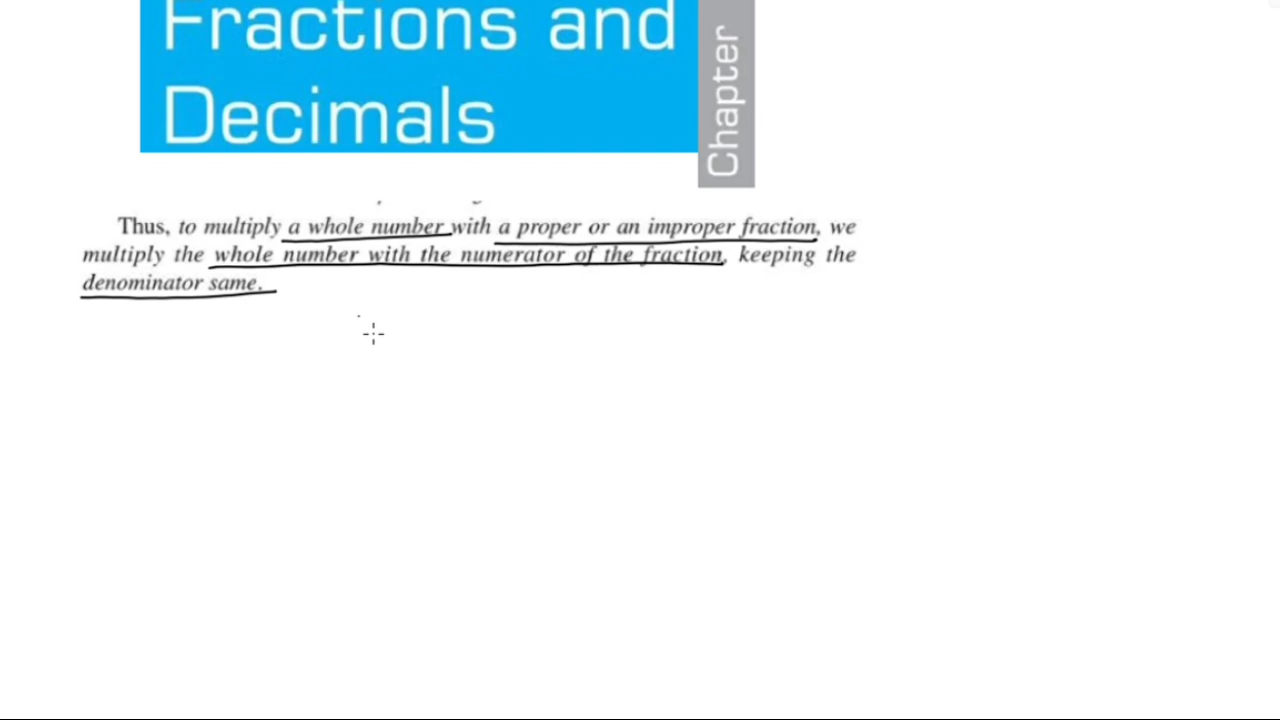 Fractions and
Decimals
Chapter
Thus, to multiply a whole number with a proper or an improper fraction, we
multiply the whole number with the numerator of the fraction, keeping the
denominator same.